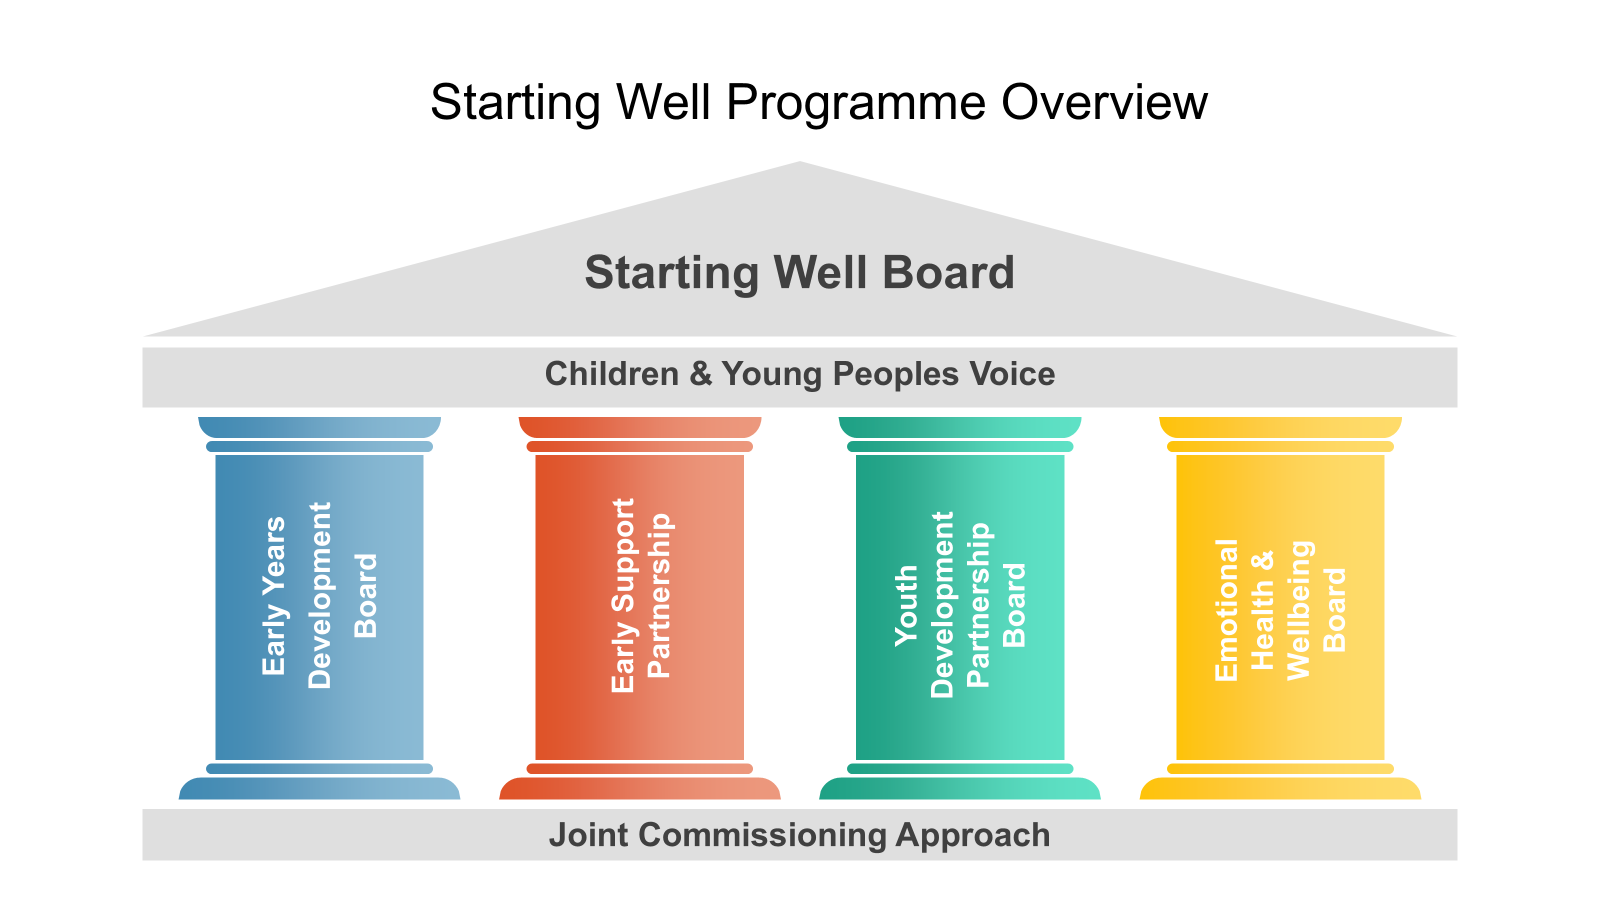 Starting Well Programme Overview
Starting Well Board
Children & Young Peoples Voice
Early Years
Development
Board
Early Support
Partnership
Youth
Development
Partnership
Board
Emotional
Health &
Wellbeing
Board
Joint Commissioning Approach